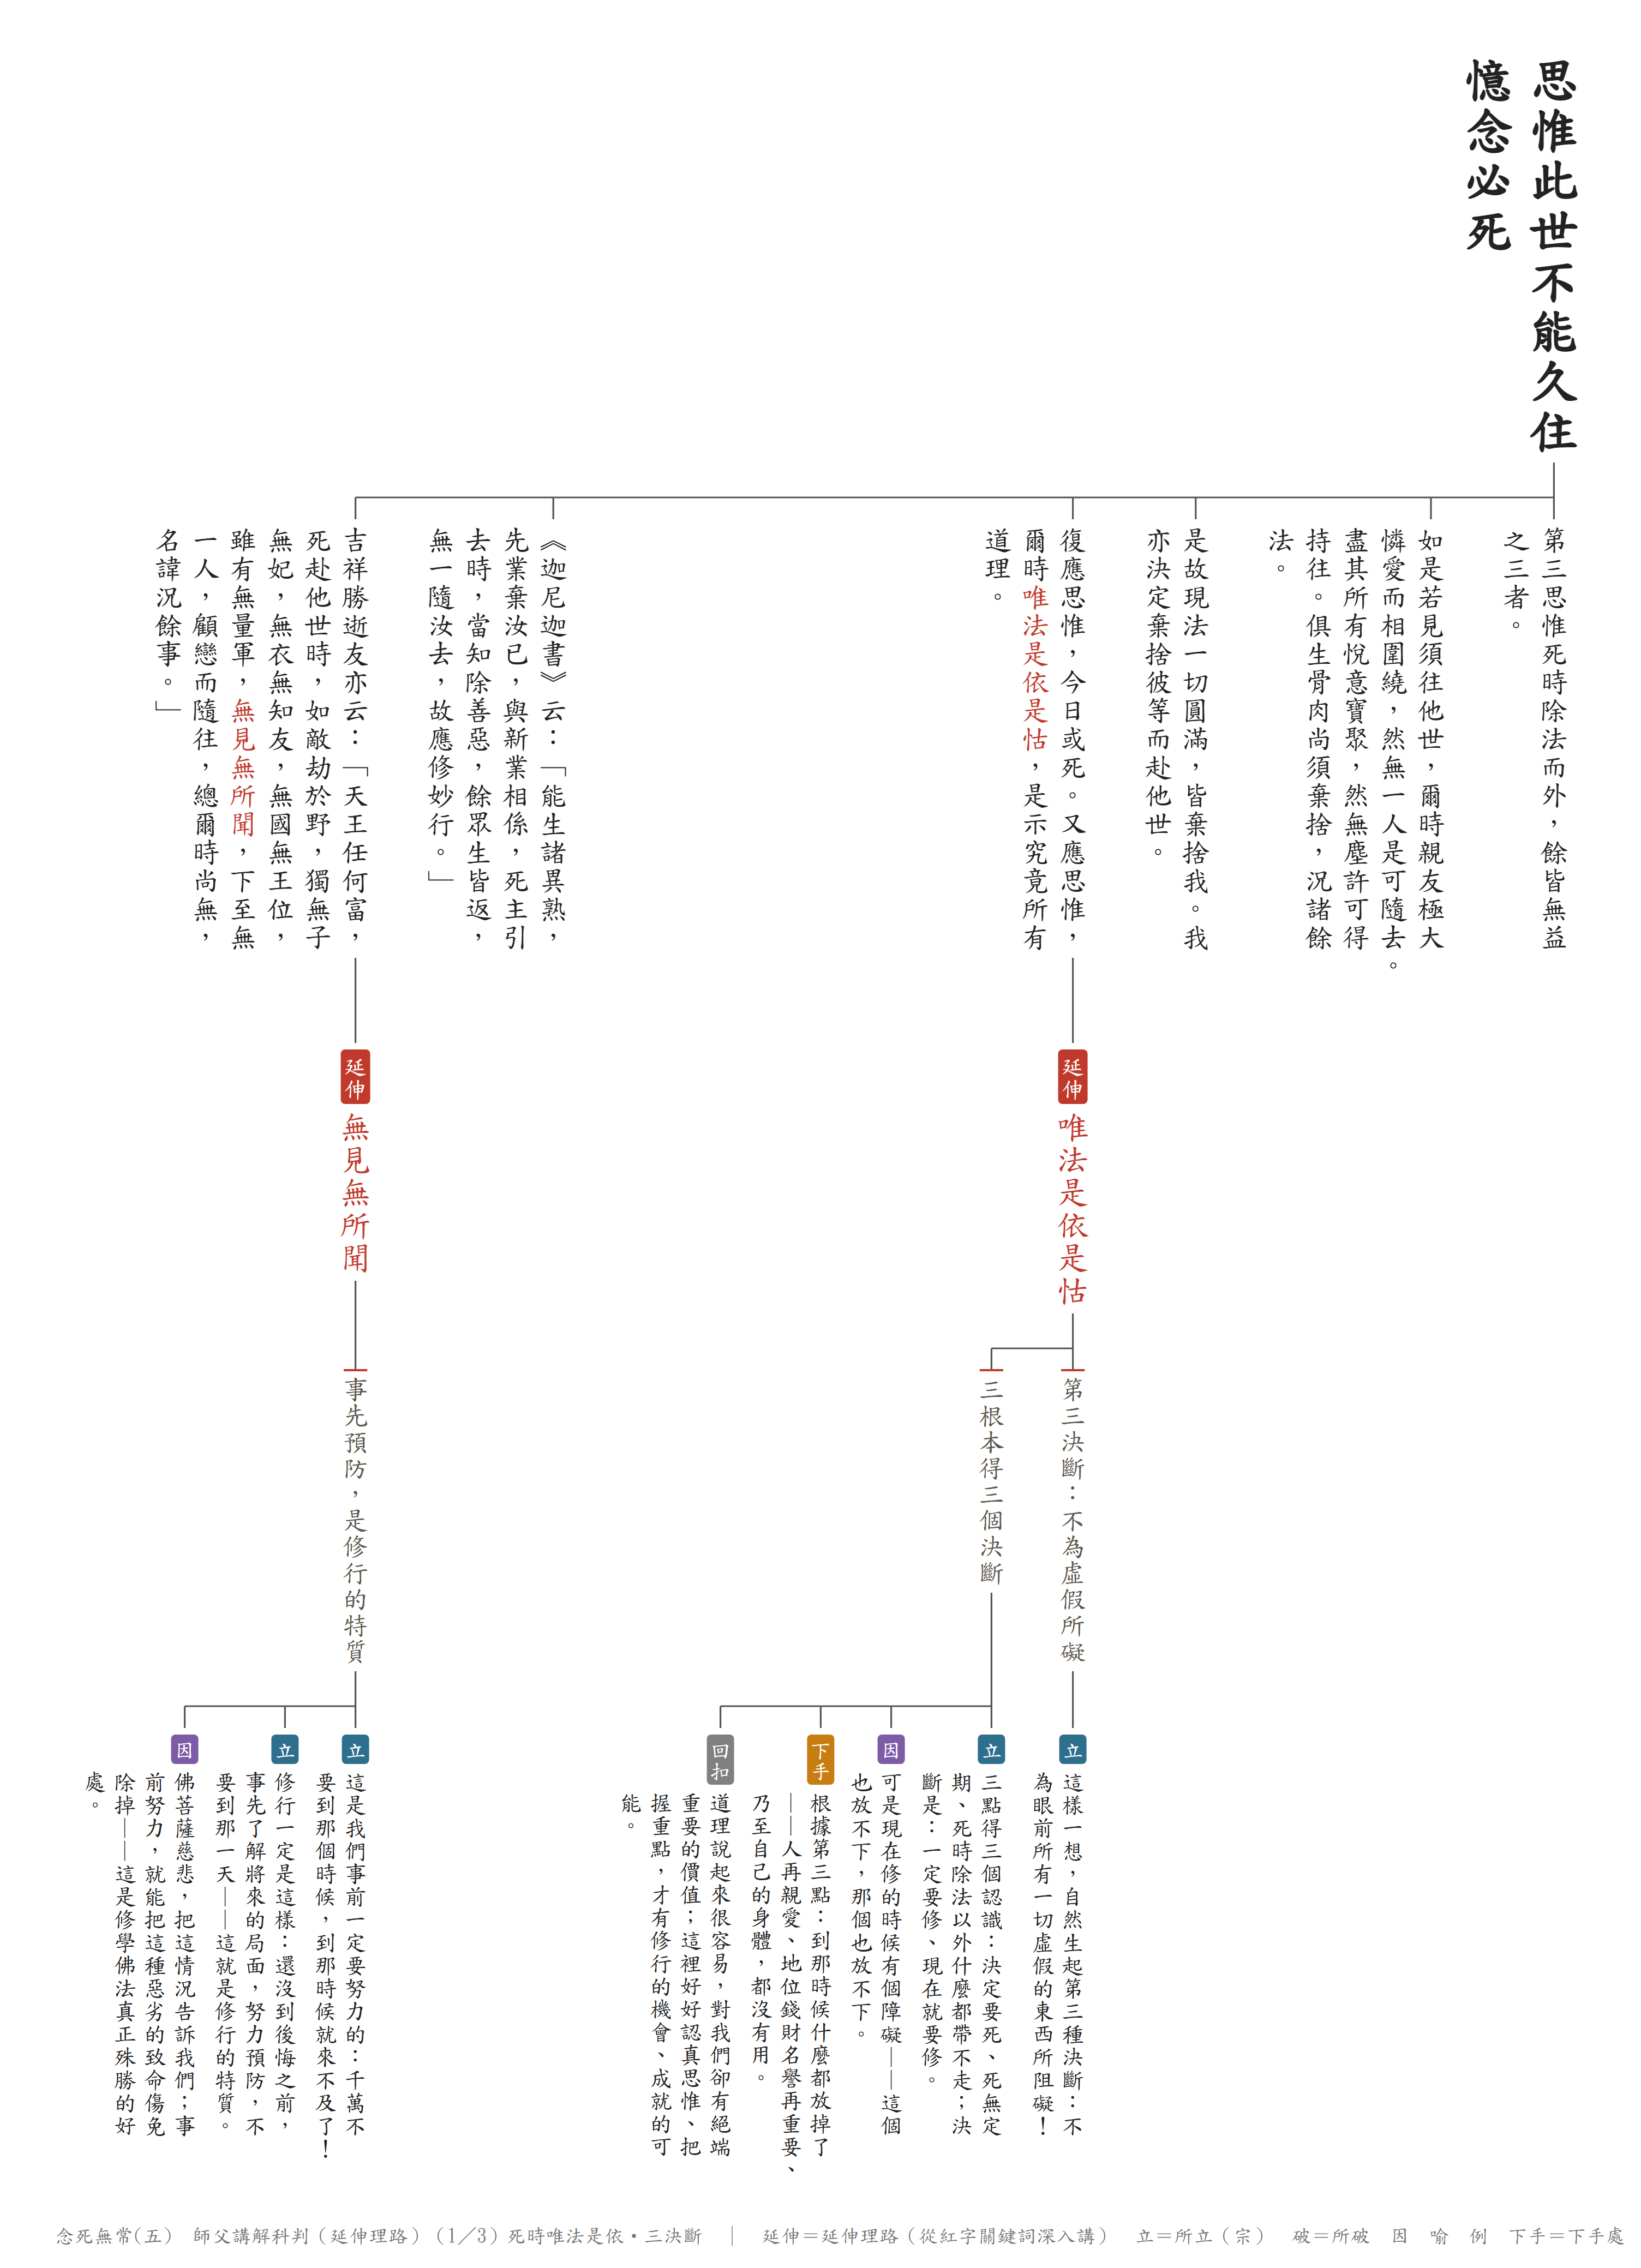 思惟此世不能久住
憶念必死
第三思惟死時除法而外，餘皆無益
之三者。
如是若見須往他世，爾時親友極大
憐愛而相圍繞，然無一人是可隨去。
盡其所有悅意寶聚，然無塵許可得
持往。俱生骨肉尚須棄捨，況諸餘
法。
是故現法一切圓滿，皆棄捨我。我
亦決定棄捨彼等而赴他世。
復應思惟，今日或死。又應思惟，
爾時唯法是依是怙，是示究竟所有
道理。
《迦尼迦書》云：「能生諸異熟，
先業棄汝已，與新業相係，死主引
去時，當知除善惡，餘眾生皆返，
無一隨汝去，故應修妙行。」
吉祥勝逝友亦云：「天王任何富，
死赴他世時，如敵劫於野，獨無子
無妃，無衣無知友，無國無王位，
雖有無量軍，無見無所聞，下至無
一人，顧戀而隨往，總爾時尚無，
名諱況餘事。」
延伸
唯法是依是怙
第三決斷：不為虛假所礙
立
這樣一想，自然生起第三種決斷：不
為眼前所有一切虛假的東西所阻礙！
三根本得三個決斷
立
三點得三個認識：決定要死、死無定
期、死時除法以外什麼都帶不走；決
斷是：一定要修、現在就要修。
因
可是現在修的時候有個障礙——這個
也放不下，那個也放不下。
下手
根據第三點：到那時候什麼都放掉了
——人再親愛、地位錢財名譽再重要、
乃至自己的身體，都沒有用。
回扣
道理說起來很容易，對我們卻有絕端
重要的價值；這裡好好認真思惟、把
握重點，才有修行的機會、成就的可
能。
延伸
無見無所聞
事先預防，是修行的特質
立
這是我們事前一定要努力的：千萬不
要到那個時候，到那時候就來不及了！
立
修行一定是這樣：還沒到後悔之前，
事先了解將來的局面，努力預防，不
要到那一天——這就是修行的特質。
因
佛菩薩慈悲，把這情況告訴我們；事
前努力，就能把這種惡劣的致命傷免
除掉——這是修學佛法真正殊勝的好
處。
念死無常(五)　師父講解科判（延伸理路）（1／3）死時唯法是依・三決斷　｜　延伸＝延伸理路（從紅字關鍵詞深入講）　立＝所立（宗）　破＝所破　因　喻　例　下手＝下手處